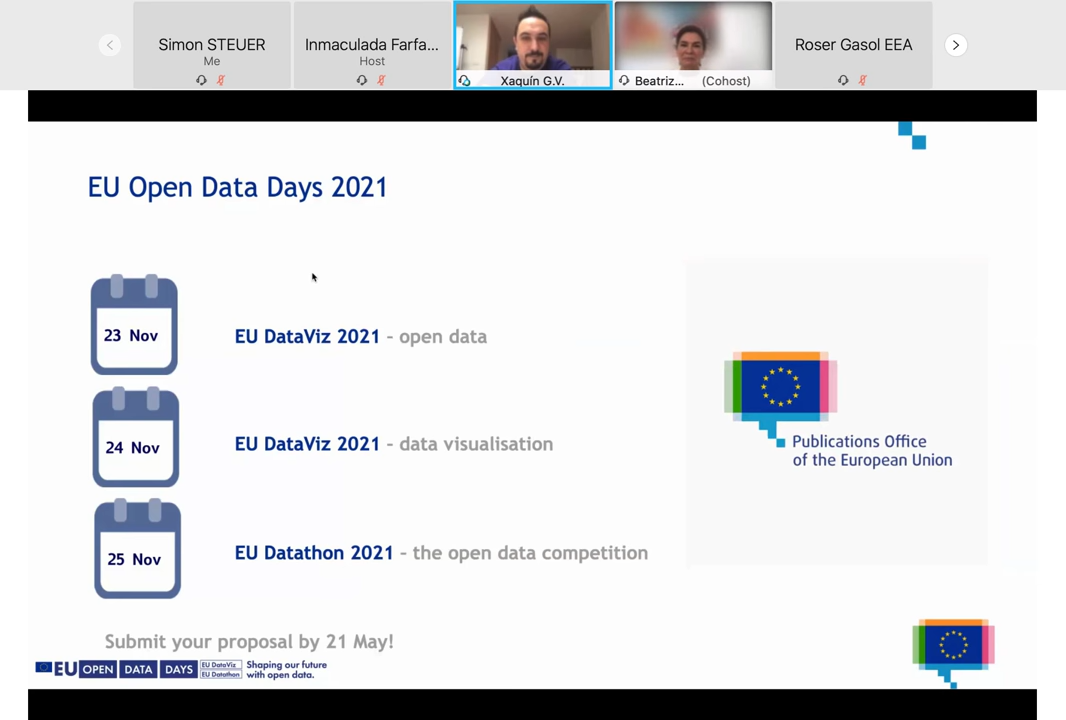 Simon STEUER
Me
Inmaculada Farfa...
Host
Xaquín G.V.
Beatriz... (Cohost)
Roser Gasol EEA
EU Open Data Days 2021
23 Nov
EU DataViz 2021 - open data
24 Nov
EU DataViz 2021 - data visualisation
25 Nov
EU Datathon 2021 - the open data competition
Publications Office
of the European Union
Submit your proposal by 21 May!
EU OPEN DATA DAYS
EU DataViz
EU Datathon
Shaping our future
with open data.